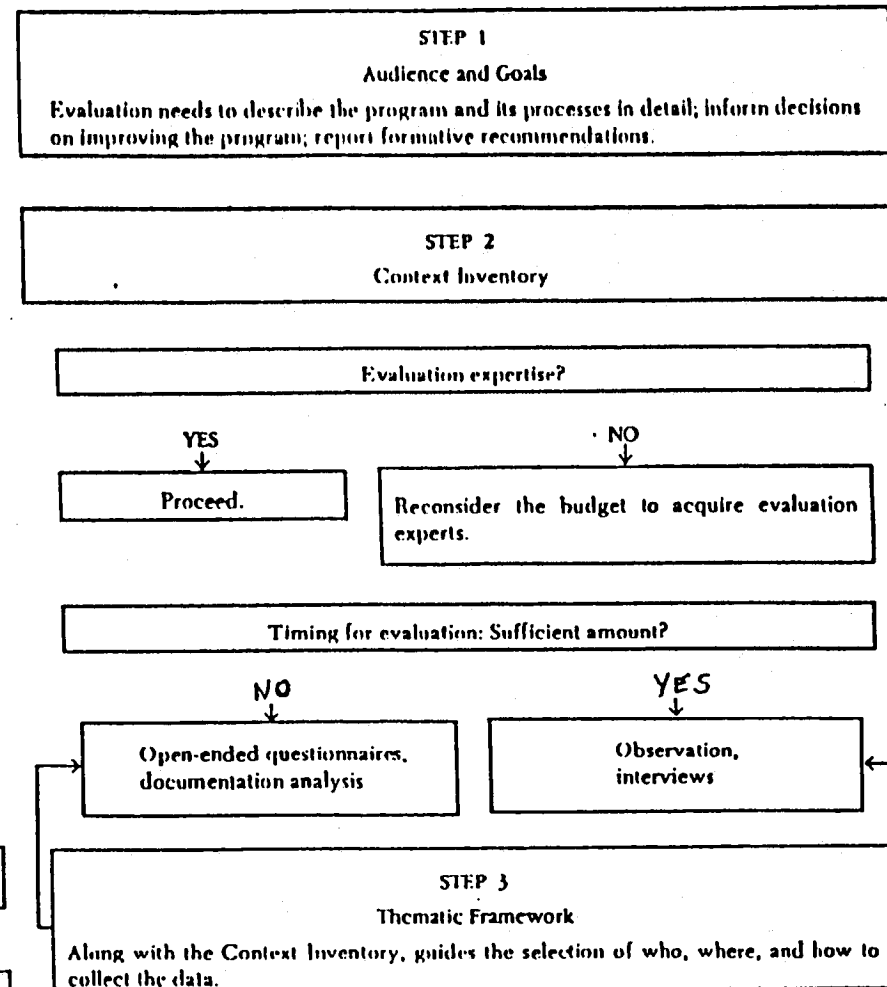 STEP 1
Audience and Goals
Evaluation needs to describe the program and its processes in detail; inform decisions
on improving the program; report formative recommendations.
STEP 2
Context Inventory
Evaluation expertise?
YES
NO
Proceed.
Reconsider the budget to acquire evaluation
experts.
Timing for evaluation: Sufficient amount?
NO
YES
Open-ended questionnaires,
documentation analysis
Observation,
interviews
STEP 3
Thematic Framework
Along with the Context Inventory, guides the selection of who, where, and how to
collect the data.